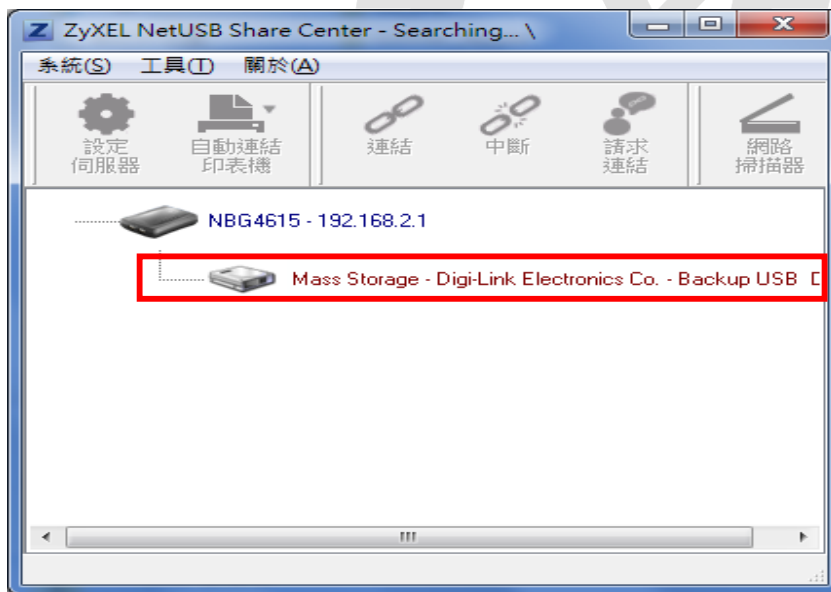 ZyXEL NetUSB Share Center - Searching... \
系統(S) 工具(T) 關於(A)
設定伺服器 自動連結印表機 連結 中斷 請求連結 網路掃描器
NBG4615 - 192.168.2.1
Mass Storage - Digi-Link Electronics Co. - Backup USB